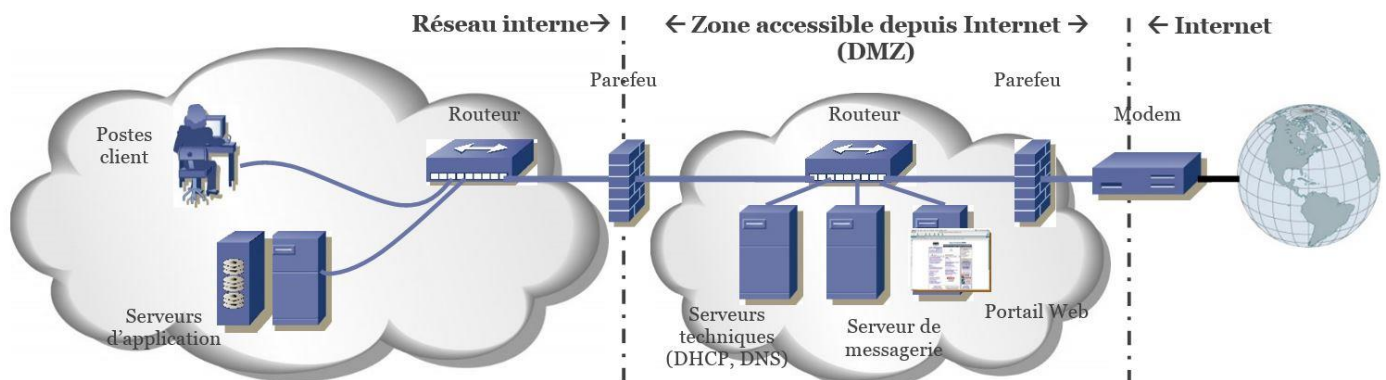 Réseau interne→
← Zone accessible depuis Internet →
(DMZ)
← Internet
Parefeu
Parefeu
Routeur
Routeur
Modem
Postes
client
Serveurs
d’application
Serveurs
techniques
(DHCP, DNS)
Serveur de
messagerie
Portail Web